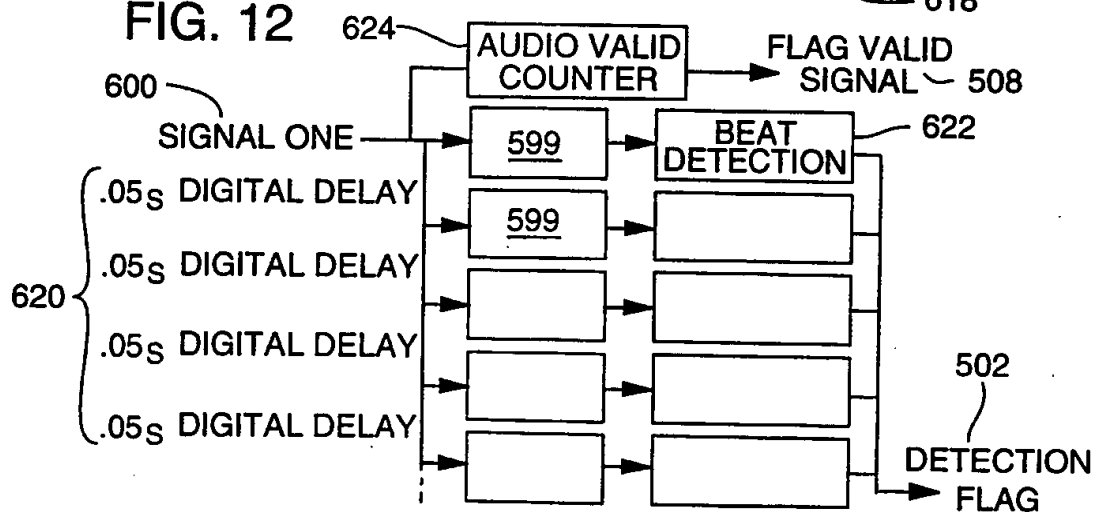 618
FIG. 12
624
AUDIO VALID
COUNTER
FLAG VALID
SIGNAL
508
600
SIGNAL ONE
599
BEAT
DETECTION
622
.05s DIGITAL DELAY
599
.05s DIGITAL DELAY
620
.05s DIGITAL DELAY
.05s DIGITAL DELAY
502
DETECTION
FLAG